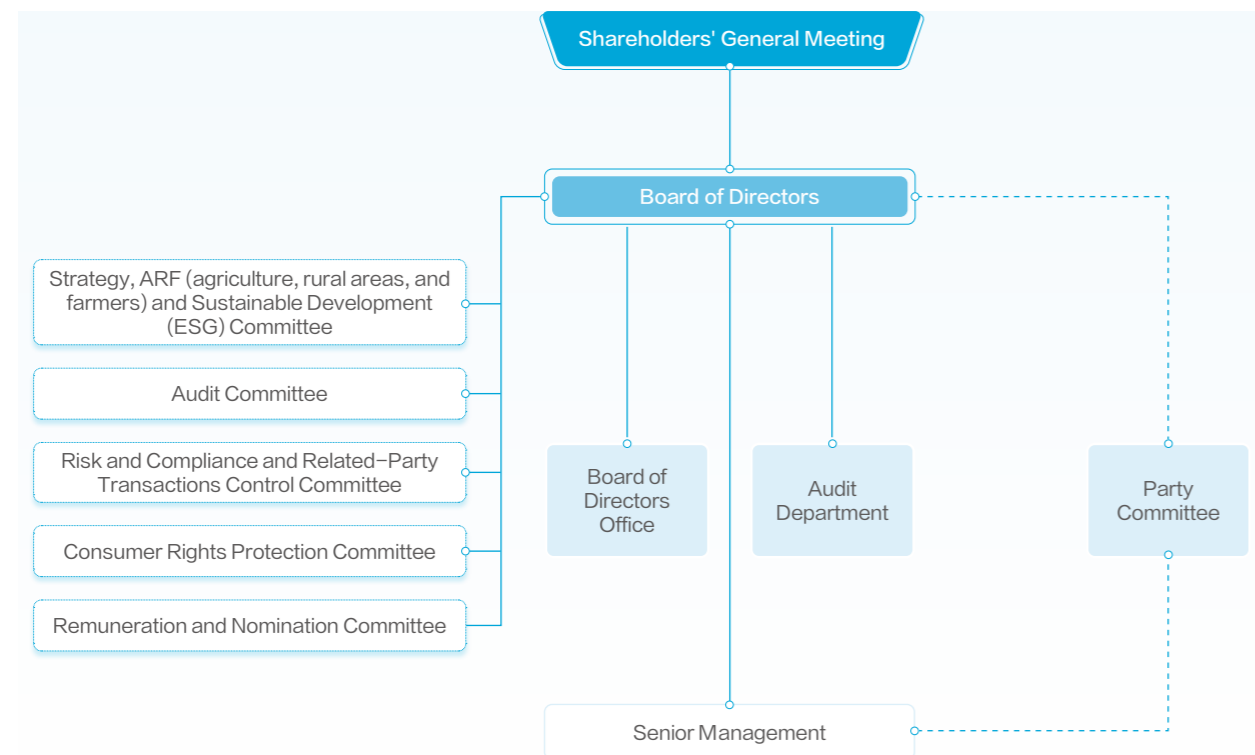 Shareholders' General Meeting
Board of Directors
Strategy, ARF (agriculture, rural areas, and
farmers) and Sustainable Development
(ESG) Committee
Audit Committee
Risk and Compliance and Related-Party
Transactions Control Committee
Consumer Rights Protection Committee
Remuneration and Nomination Committee
Board of
Directors
Office
Audit
Department
Party
Committee
Senior Management